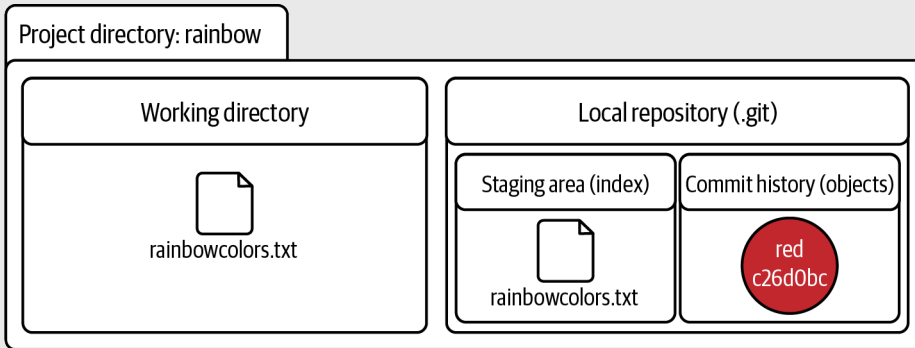 Project directory: rainbow
Working directory
rainbowcolors.txt
Local repository (.git)
Staging area (index)
rainbowcolors.txt
Commit history (objects)
red
c26d0bc